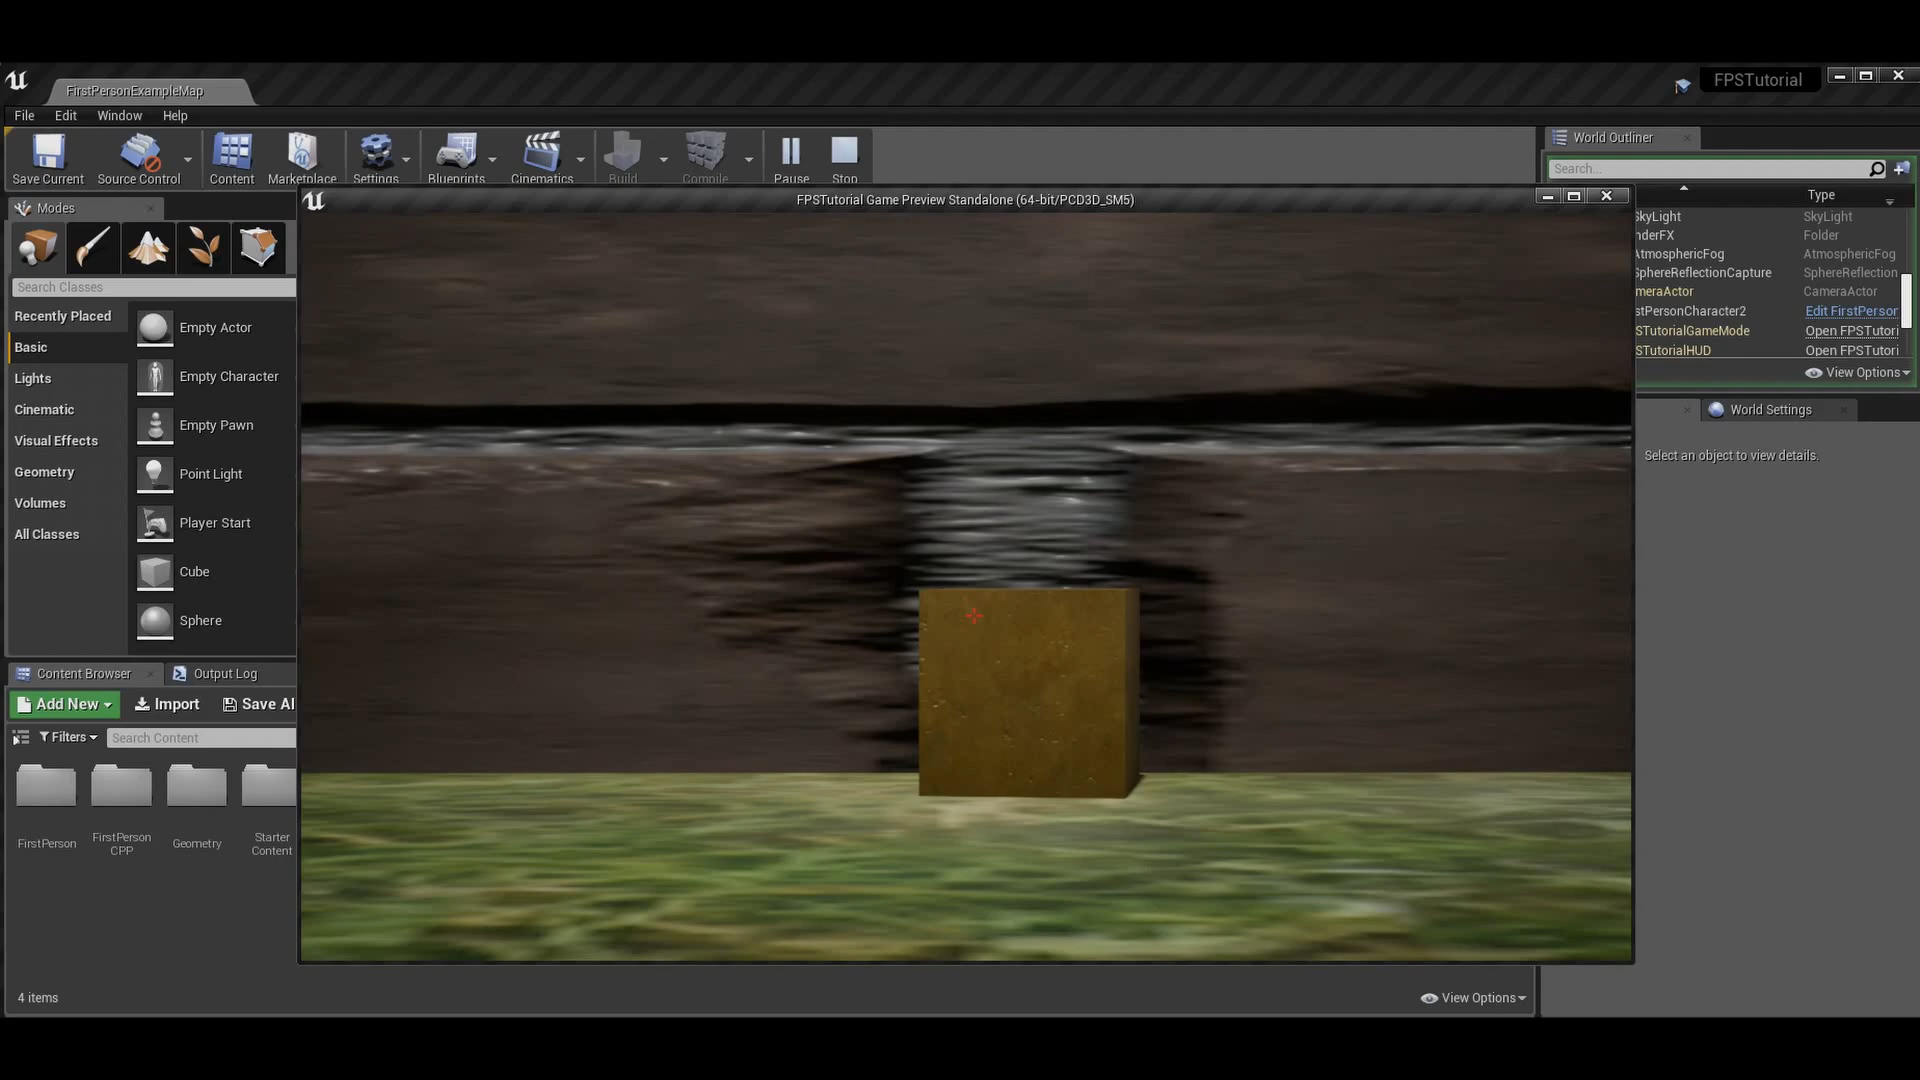 FirstPersonExampleMap
FPSTutorial
File Edit Window Help
Save Current Source Control Content Marketplace Settings Blueprints Cinematics Build Compile Pause Stop
World Outliner
Search...
Type
SkyLight SkyLight
nderFX Folder
AtmosphericFog AtmosphericFog
SphereReflectionCapture SphereReflection
meraActor CameraActor
stPersonCharacter2 Edit FirstPerson
STutorialGameMode Open FPSTutori
STutorialHUD Open FPSTutori
View Options
World Settings
Select an object to view details.
Modes
FPSTutorial Game Preview Standalone (64-bit/PCD3D_SM5)
Search Classes
Recently Placed
Basic
Lights
Cinematic
Visual Effects
Geometry
Volumes
All Classes
Empty Actor
Empty Character
Empty Pawn
Point Light
Player Start
Cube
Sphere
Content Browser Output Log
Add New Import Save Al
Filters Search Content
FirstPerson
FirstPerson
CPP
Geometry
Starter
Content
4 items
View Options